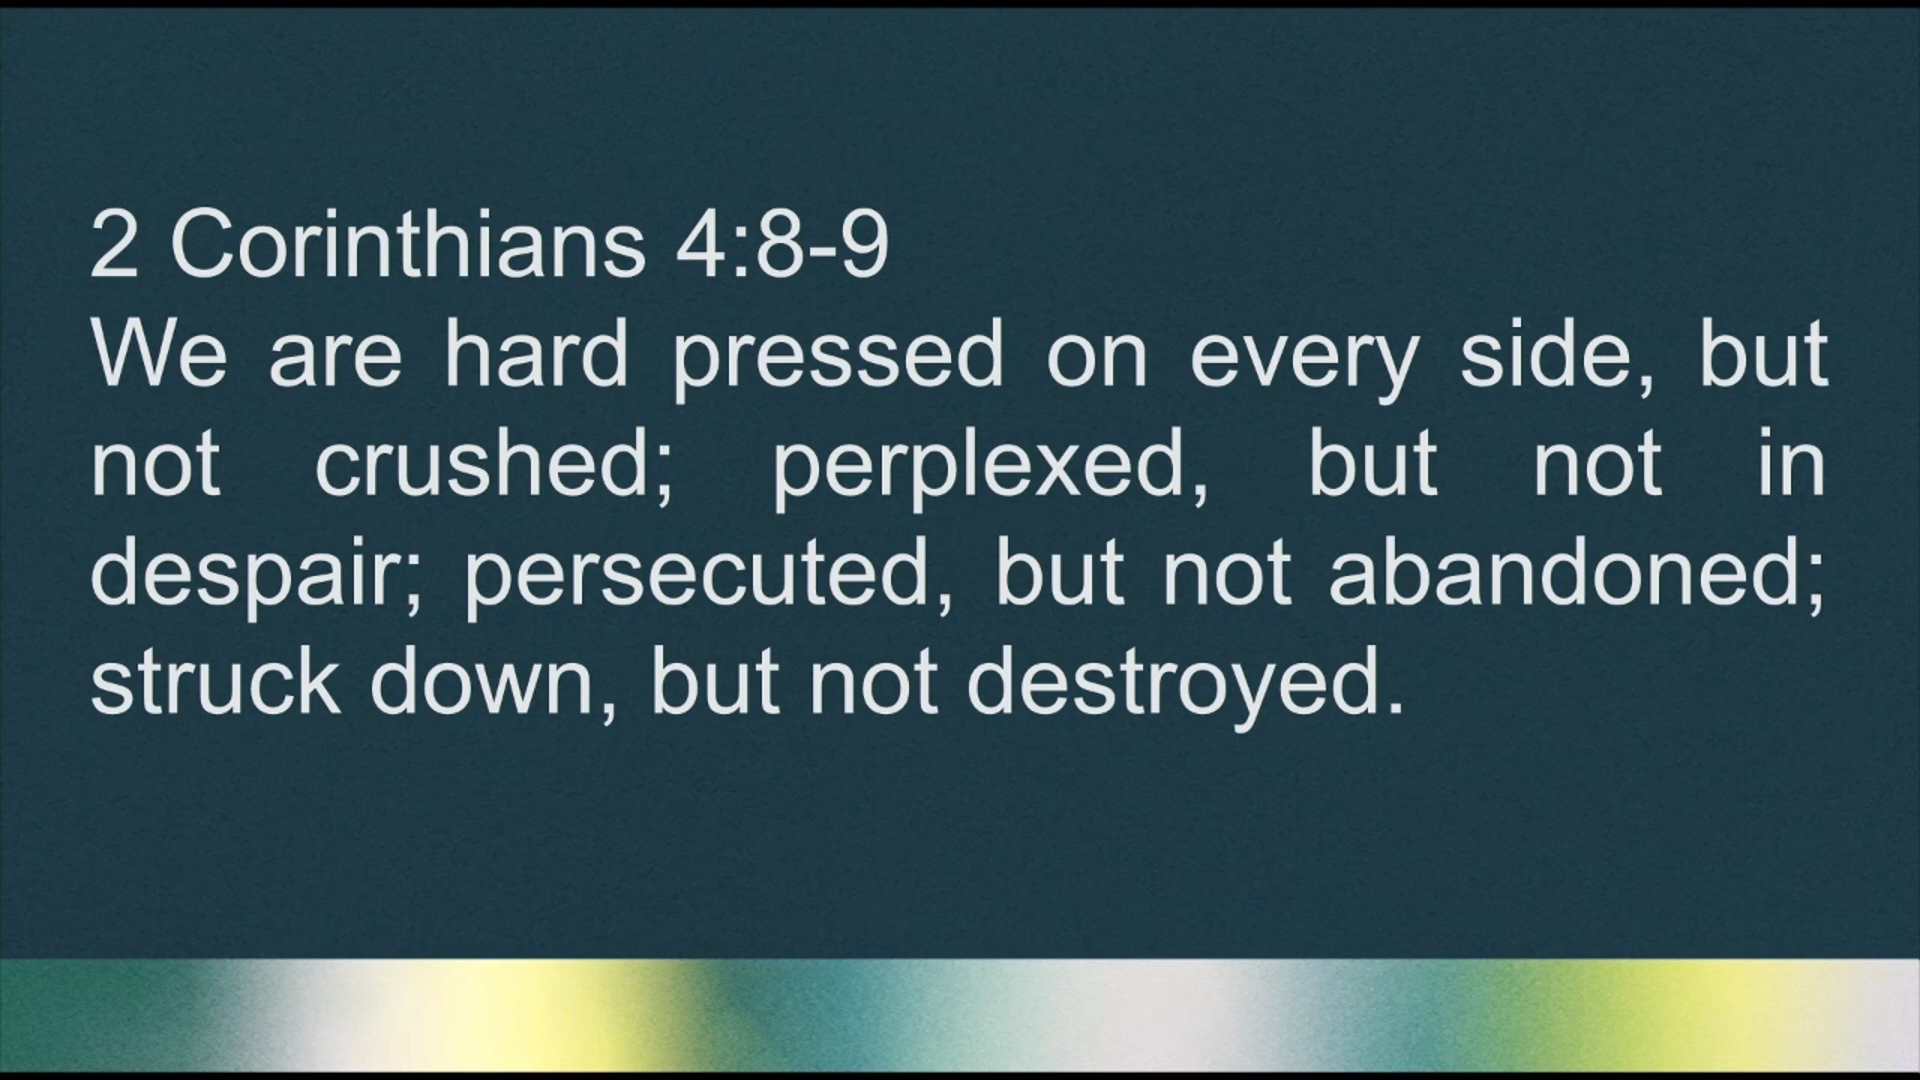 2 Corinthians 4:8-9
We are hard pressed on every side, but
not crushed; perplexed, but not in
despair; persecuted, but not abandoned;
struck down, but not destroyed.